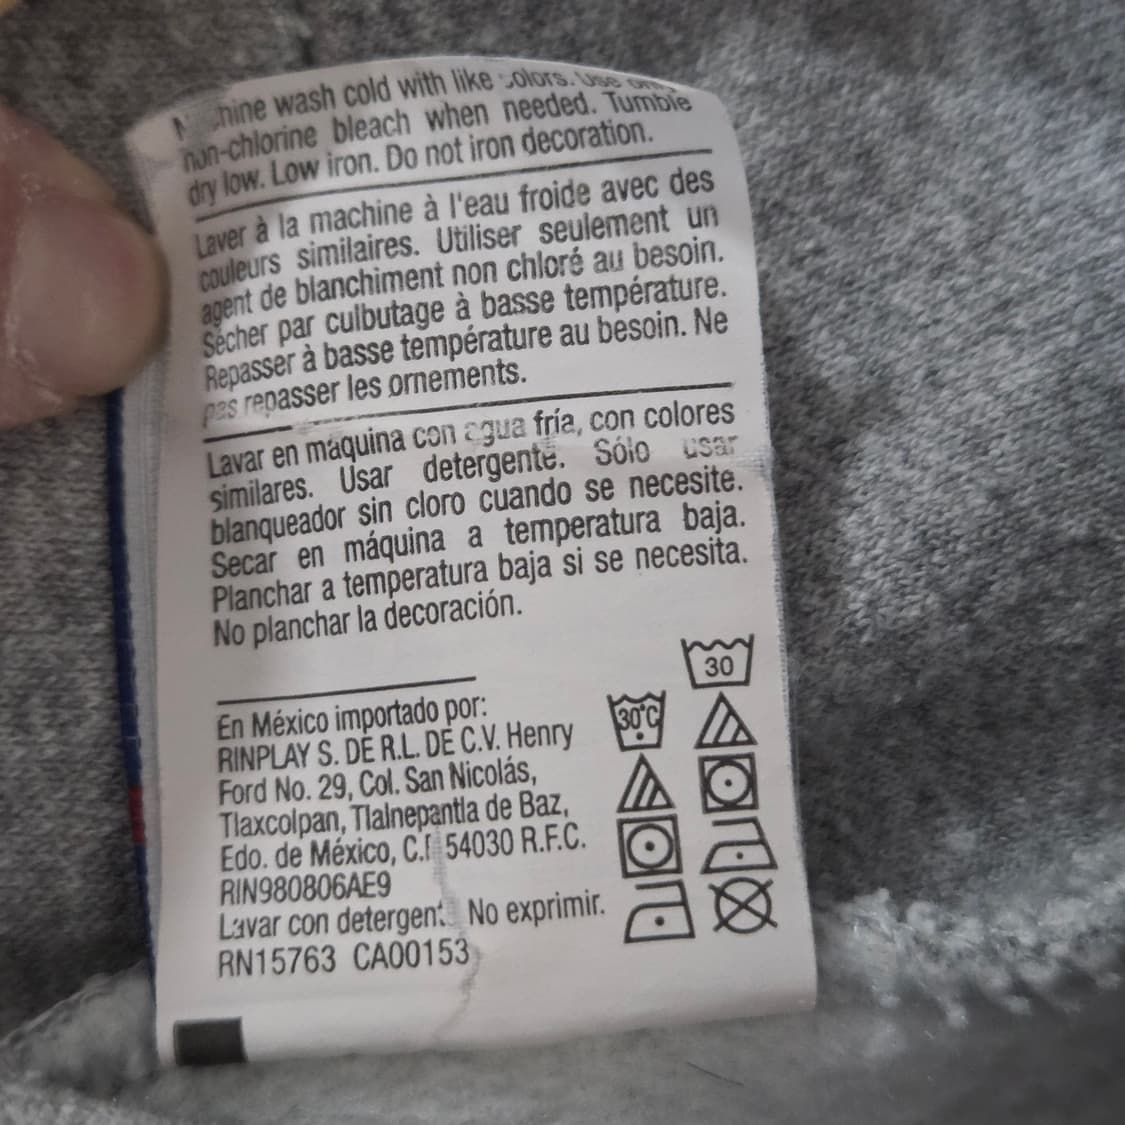 wash cold with like
non-chlorine bleach when needed. Tumble
dry low. Low iron. Do not iron decoration.
Laver à la machine à l'eau froide avec des
couleurs similaires. Utiliser seulement un
agent de blanchiment non chloré au besoin.
Sécher par culbutage à basse température.
Repasser à basse température au besoin. Ne
pas repasser les ornements.
Lavar en máquina con agua fría, con colores
similares. Usar detergente. Sólo usar
blanqueador sin cloro cuando se necesite.
Secar en máquina a temperatura baja.
Planchar a temperatura baja si se necesita.
No planchar la decoración.
30
30°C
En México importado por:
RINPLAY S. DE R.L. DE C.V. Henry
Ford No. 29, Col. San Nicolás,
Tlaxcolpan, Tlalnepantla de Baz,
Edo. de México, 54030 R.F.C.
RIN980806AE9
Lavar con No exprimir.
RN15763 CA00153